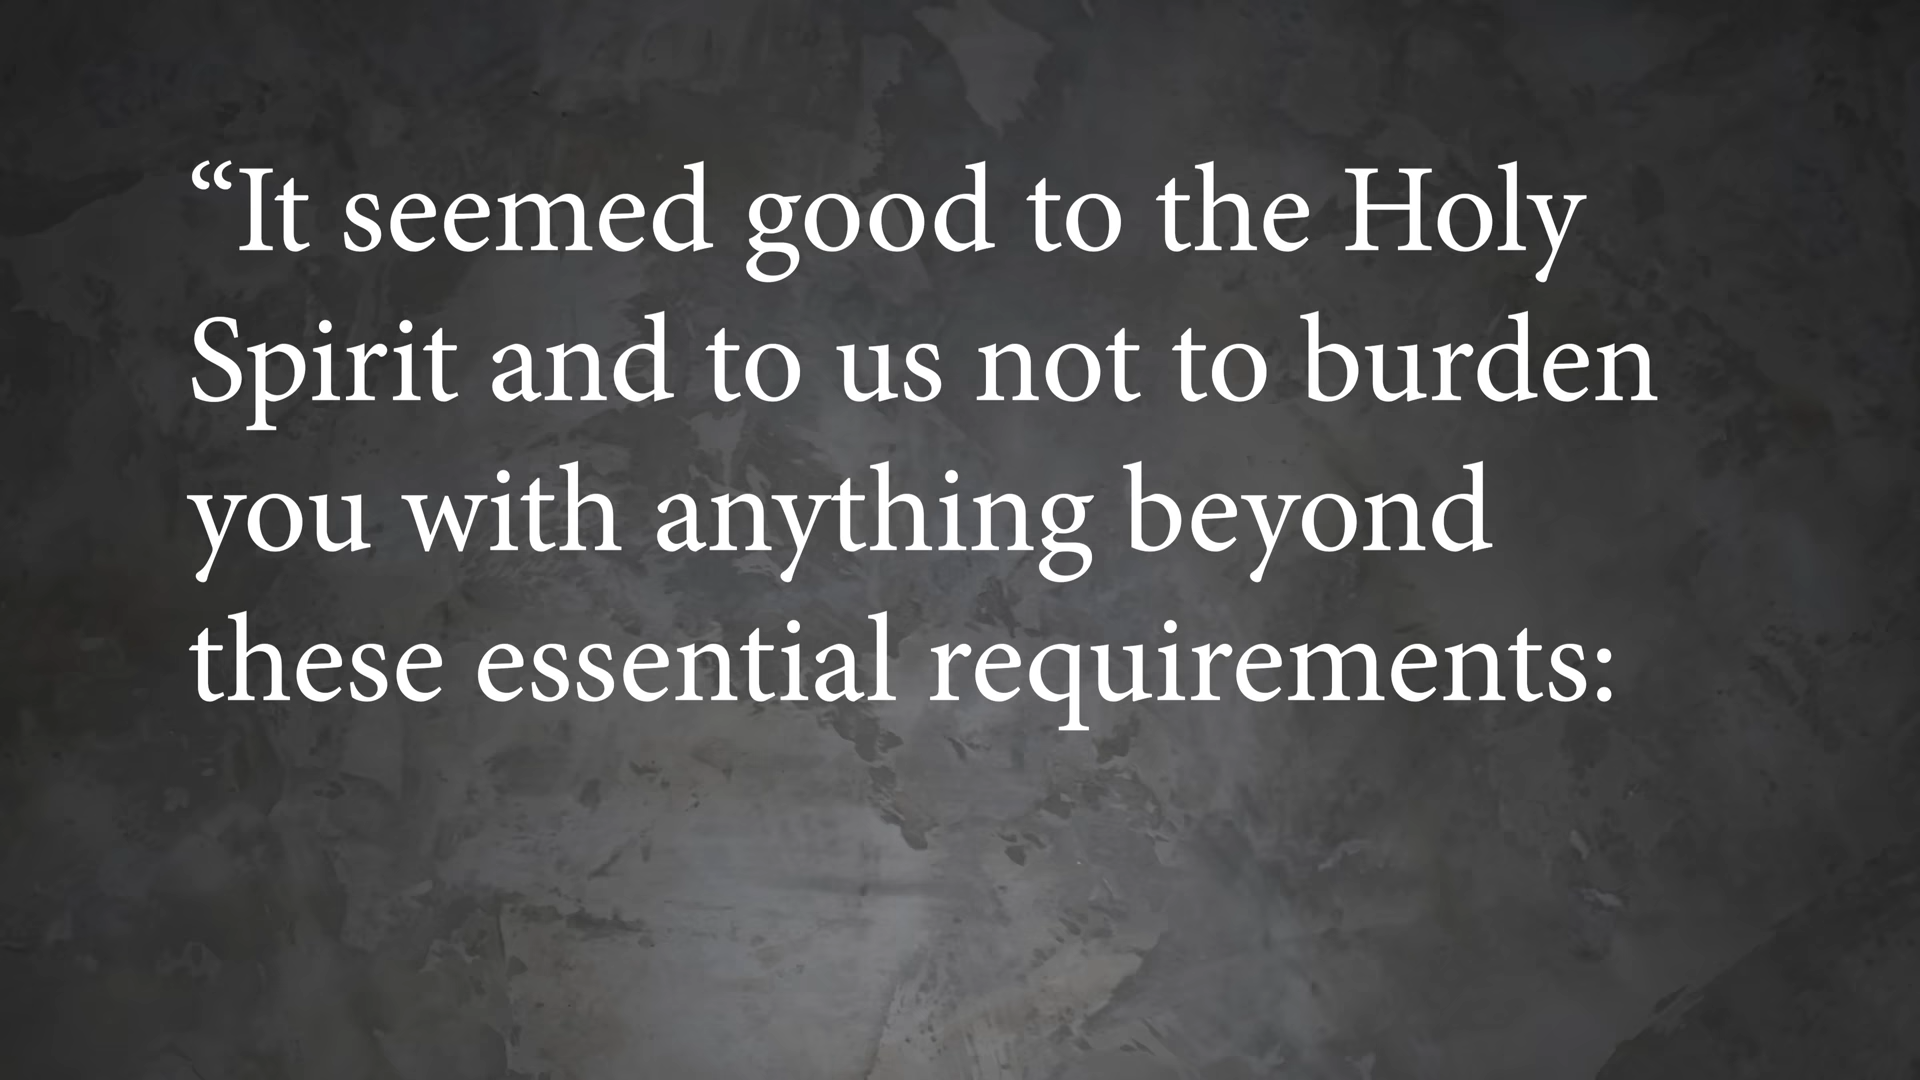 “It seemed good to the Holy
Spirit and to us not to burden
you with anything beyond
these essential requirements: